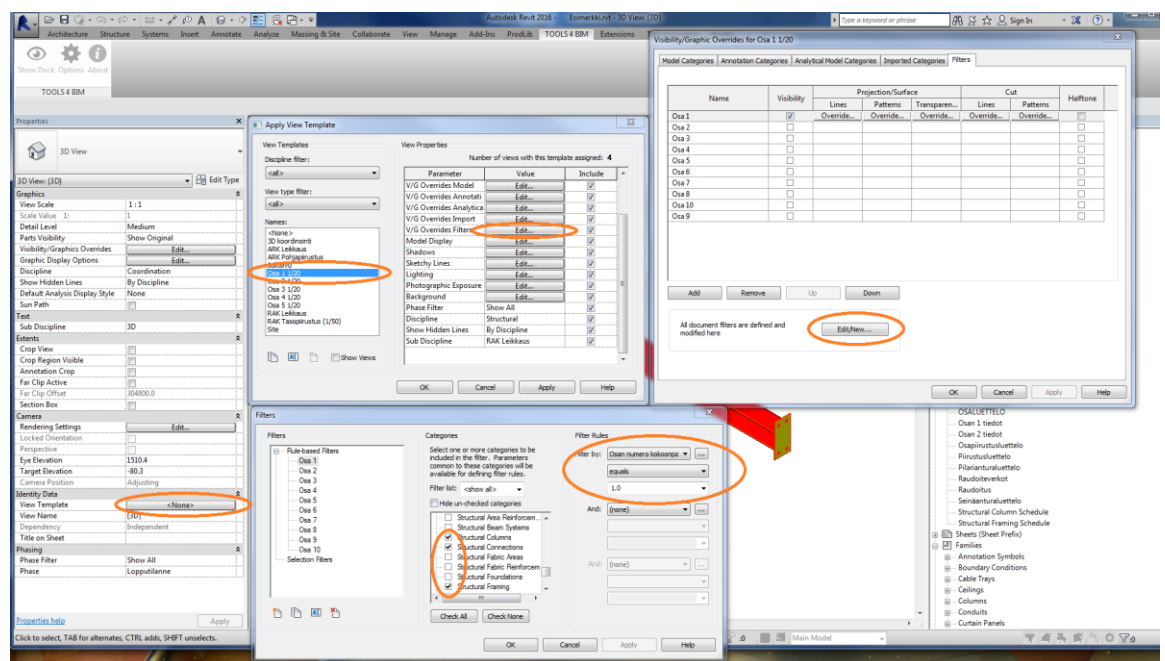 Autodesk Revit 2016 - Esimerkki.rvt - 3D View: {3D}
Type a keyword or phrase
Sign In
Architecture Structure Systems Insert Annotate Analyze Massing & Site Collaborate View Manage Add-Ins ProdLib TOOLS 4 BIM Extensions
Show Deck Options About
TOOLS 4 BIM
Properties
3D View
3D View: {3D}
Edit Type
Graphics
View Scale 1 : 1
Scale Value 1: 1
Detail Level Medium
Parts Visibility Show Original
Visibility/Graphics Overrides Edit...
Graphic Display Options Edit...
Discipline Coordination
Show Hidden Lines By Discipline
Default Analysis Display Style None
Sun Path
Text
Sub Discipline 3D
Extents
Crop View
Crop Region Visible
Annotation Crop
Far Clip Active
Far Clip Offset 304800.0
Section Box
Camera
Rendering Settings Edit...
Locked Orientation
Perspective
Eye Elevation 1510.4
Target Elevation -80.3
Camera Position Adjusting
Identity Data
View Template <None>
View Name {3D}
Dependency Independent
Title on Sheet
Phasing
Phase Filter Show All
Phase Lopputilanne
Properties help
Apply
Click to select, TAB for alternates, CTRL adds, SHIFT unselects.
Apply View Template
View Templates
Discipline filter:
<all>
View type filter:
<all>
Names:
<None>
3D koordinointi
ARK Leikkaus
ARK Pohjapiirustus
Osa 1 1/20
Osa 3 1/20
Osa 4 1/20
Osa 5 1/20
RAK Leikkaus
RAK Tasopiirustus (1/50)
Site
Show Views
View Properties
Number of views with this template assigned: 4
Parameter Value Include
V/G Overrides Model Edit...
V/G Overrides Annotati Edit...
V/G Overrides Analytica Edit...
V/G Overrides Import Edit...
V/G Overrides Filters Edit...
Model Display Edit...
Shadows Edit...
Sketchy Lines Edit...
Lighting Edit...
Photographic Exposure Edit...
Background Edit...
Phase Filter Show All
Discipline Structural
Show Hidden Lines By Discipline
Sub Discipline RAK Leikkaus
OK Cancel Apply Help
Visibility/Graphic Overrides for Osa 1 1/20
Model Categories Annotation Categories Analytical Model Categories Imported Categories Filters
Name Visibility Projection/Surface Cut Halftone
Lines Patterns Transparen... Lines Patterns
Osa 1 Override... Override... Override... Override... Override...
Osa 2
Osa 3
Osa 4
Osa 5
Osa 6
Osa 7
Osa 8
Osa 10
Osa 9
Add Remove Up Down
All document filters are defined and
modified here
Edit/New...
OK Cancel Apply Help
Filters
Filters
Rule-based Filters
Osa 1
Osa 2
Osa 3
Osa 4
Osa 5
Osa 6
Osa 7
Osa 8
Osa 9
Osa 10
Selection Filters
Categories
Select one or more categories to be
included in the filter. Parameters
common to these categories will be
available for defining filter rules.
Filter list: <show all>
Hide un-checked categories
Structural Area Reinforcem...
Structural Beam Systems
Structural Columns
Structural Connections
Structural Fabric Areas
Structural Fabric Reinforcem
Structural Foundations
Structural Framing
Check All Check None
Filter Rules
Filter by: Osan numero kokoonpa
equals
1.0
And: (none)
And: (none)
OK Cancel Apply Help
OSALUETTELO
Osan 1 tiedot
Osan 2 tiedot
Osapiirustusluettelo
Piirustusluettelo
Pilarianturaluettelo
Raudoiteverkot
Raudoitus
Seinäanturaluettelo
Structural Column Schedule
Structural Framing Schedule
Sheets (Sheet Prefix)
Families
Annotation Symbols
Boundary Conditions
Cable Trays
Ceilings
Columns
Conduits
Curtain Panels
:0
Main Model
:0